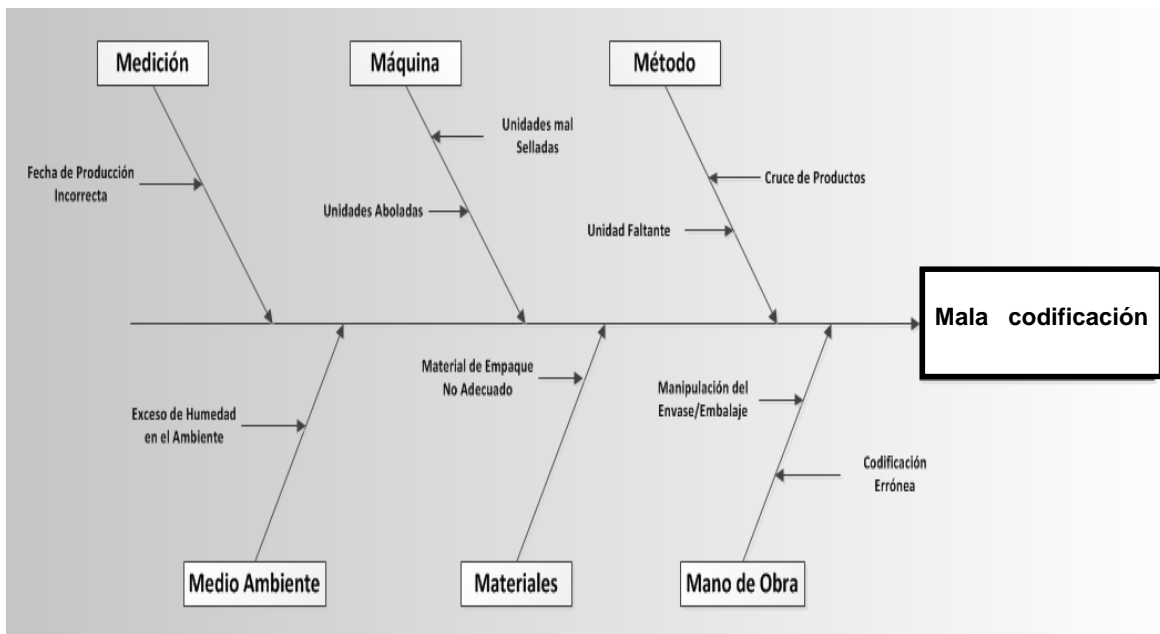 Medición
Máquina
Método
Unidades mal
Selladas
Fecha de Producción
Incorrecta
Cruce de Productos
Unidades Aboladas
Unidad Faltante
Mala codificación
Material de Empaque
No Adecuado
Manipulación del
Envase/Embalaje
Exceso de Humedad
en el Ambiente
Codificación
Errónea
Medio Ambiente
Materiales
Mano de Obra